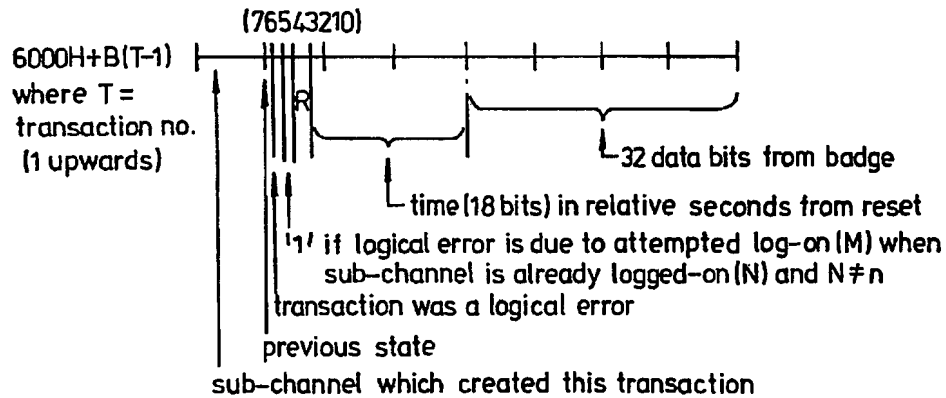 (76543210)
6000H+B(T-1)
where T =
transaction no.
(1 upwards)
R
32 data bits from badge
time (18 bits) in relative seconds from reset
'1' if logical error is due to attempted log-on (M) when
sub-channel is already logged-on (N) and N≠n
transaction was a logical error
previous state
sub-channel which created this transaction